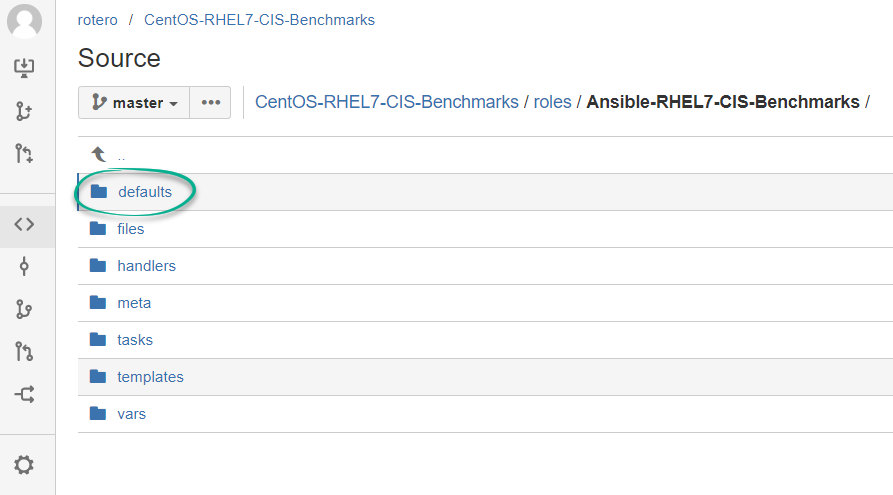 rotero / CentOS-RHEL7-CIS-Benchmarks
Source
master ••• CentOS-RHEL7-CIS-Benchmarks / roles / Ansible-RHEL7-CIS-Benchmarks /
..
defaults
files
handlers
meta
tasks
templates
vars